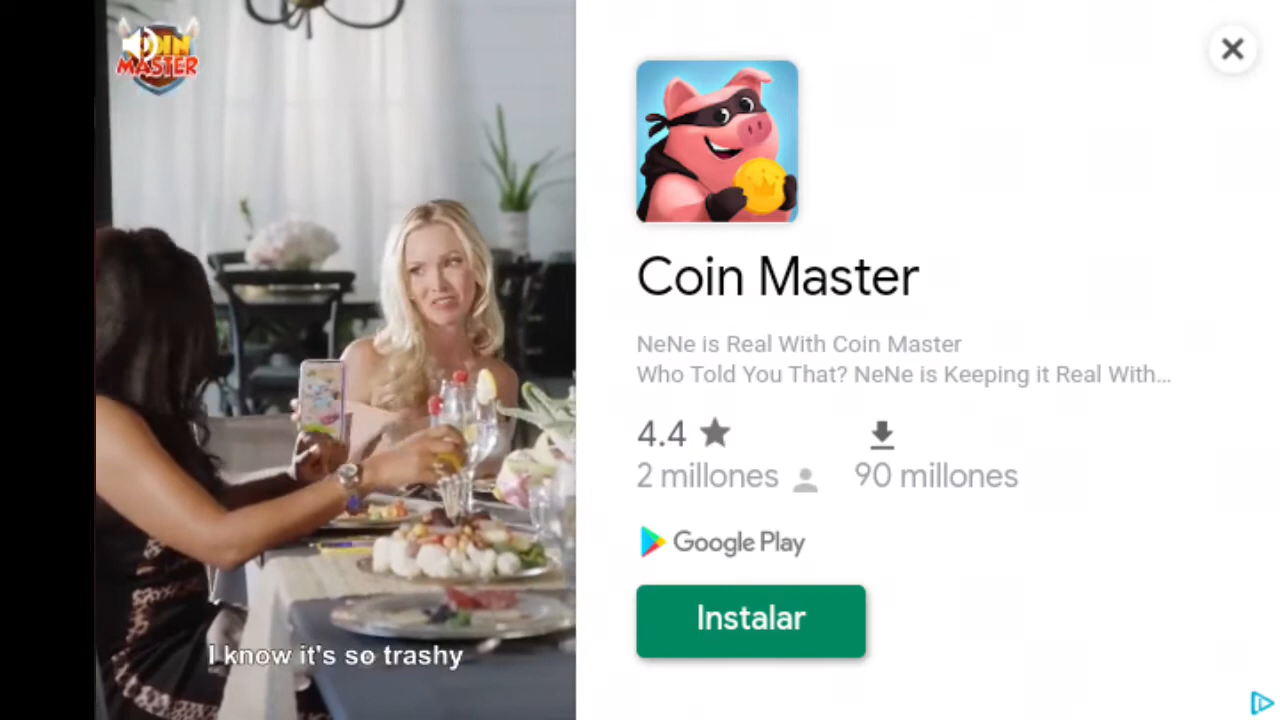 COIN
MASTER
I know it's so trashy
Coin Master
NeNe is Real With Coin Master
Who Told You That? NeNe is Keeping it Real With...
4.4
2 millones
90 millones
Google Play
Instalar